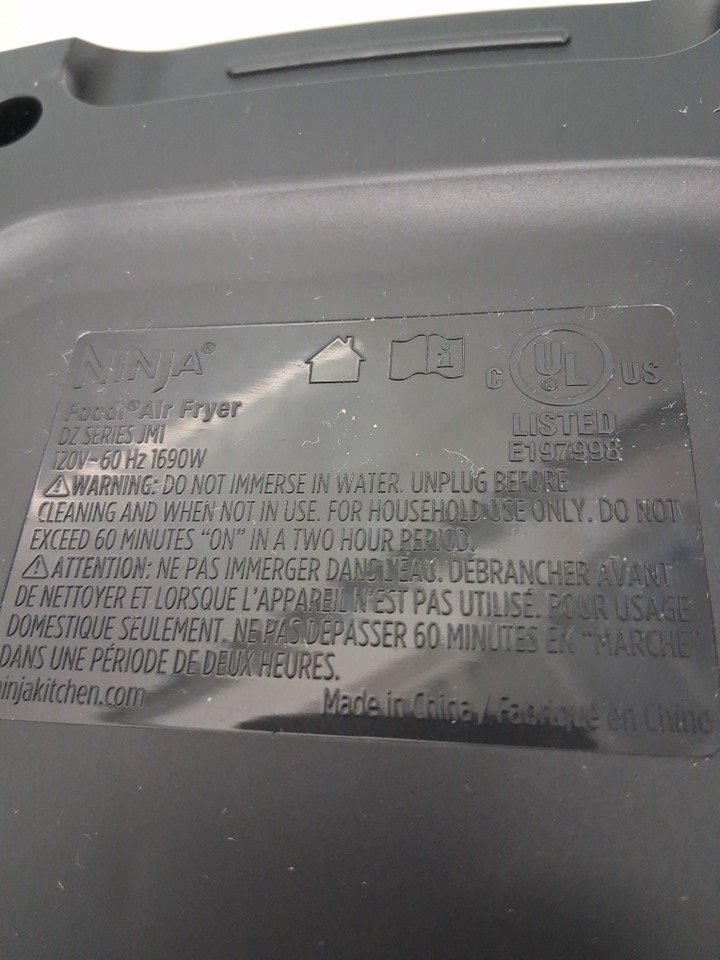 NINJA®
Foodi® Air Fryer
DZ SERIES JM1
120V~60 Hz 1690W
C UL US
LISTED
E197998
⚠WARNING: DO NOT IMMERSE IN WATER. UNPLUG BEFORE
CLEANING AND WHEN NOT IN USE. FOR HOUSEHOLD USE ONLY. DO NOT
EXCEED 60 MINUTES "ON" IN A TWO HOUR PERIOD.
⚠ATTENTION: NE PAS IMMERGER DANS L'EAU. DÉBRANCHER AVANT
DE NETTOYER ET LORSQUE L'APPAREIL N'EST PAS UTILISÉ. POUR USAGE
DOMESTIQUE SEULEMENT. NE PAS DÉPASSER 60 MINUTES EN "MARCHE"
DANS UNE PÉRIODE DE DEUX HEURES.
ninjakitchen.com
Made in China / Fabriqué en Chine